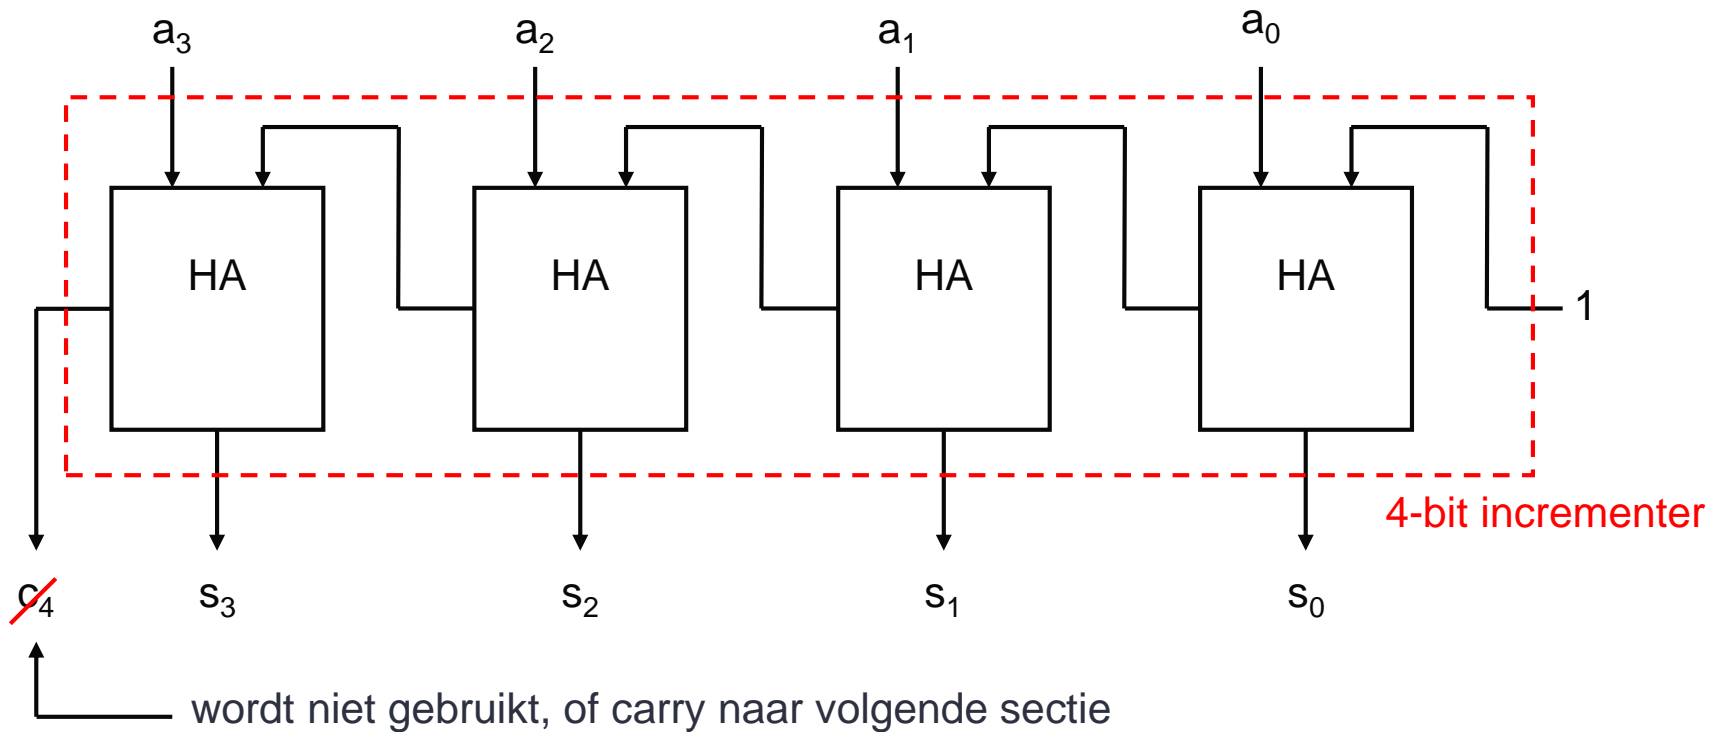 a₃ a₂ a₁ a₀
HA HA HA HA
1
4-bit incrementer
c₄ s₃ s₂ s₁ s₀
wordt niet gebruikt, of carry naar volgende sectie